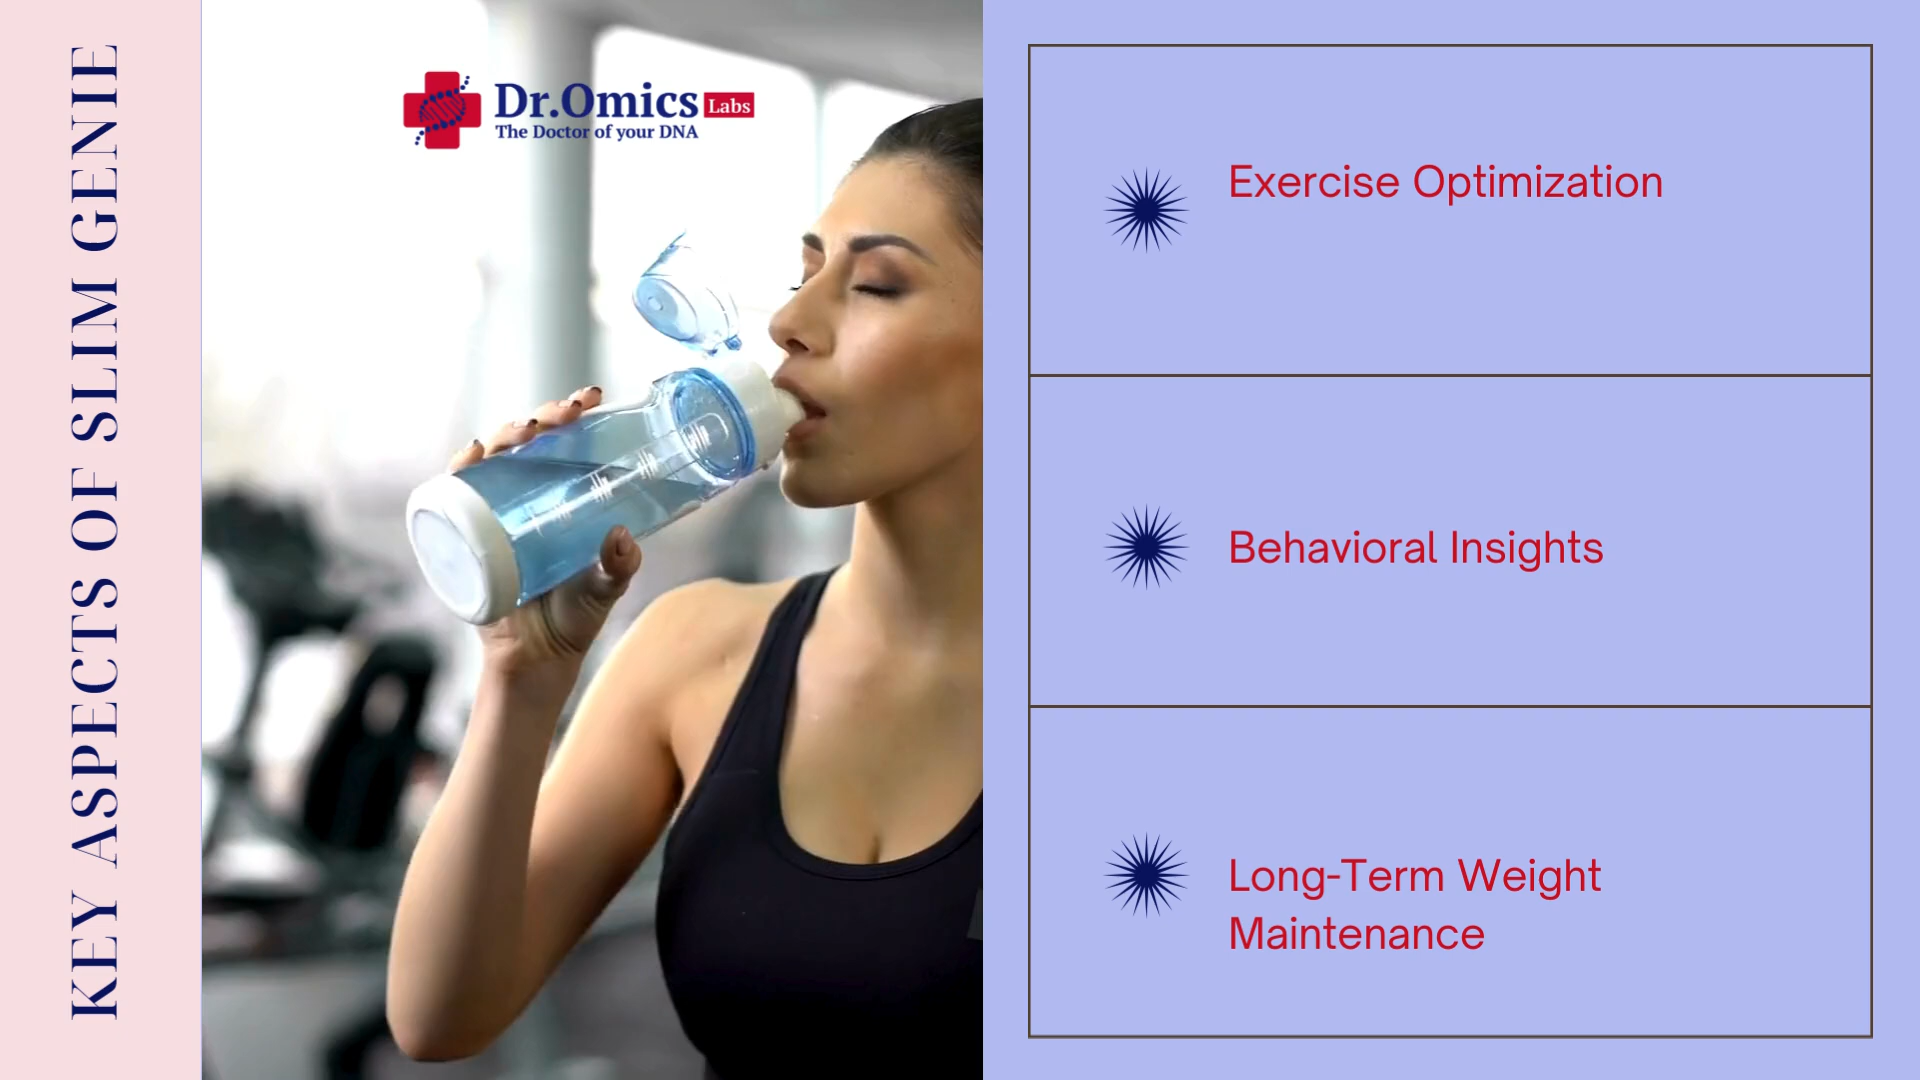 KEY ASPECTS OF SLIM GENIE
Dr.Omics Labs
The Doctor of your DNA
Exercise Optimization
Behavioral Insights
Long-Term Weight
Maintenance